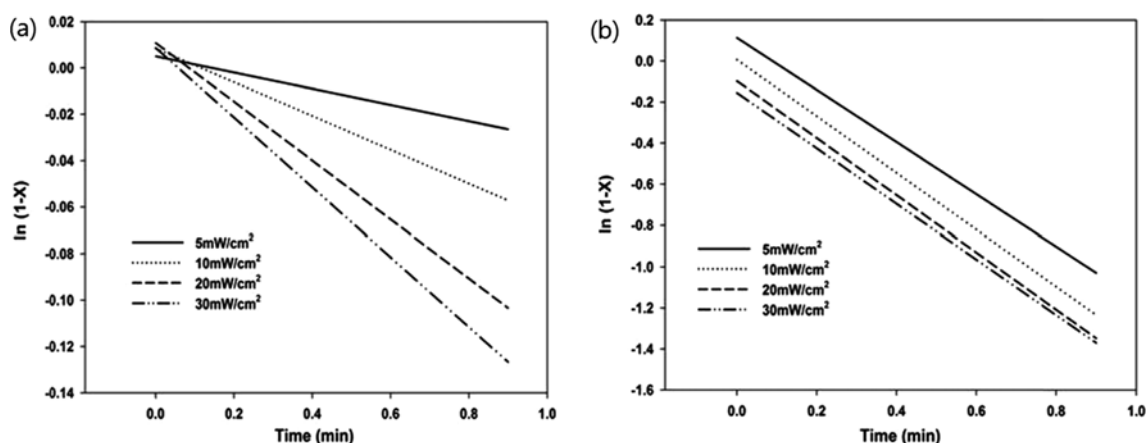 (a)
0.02
0.00
-0.02
-0.04
-0.06
-0.08
-0.10
-0.12
-0.14
ln (1-X)
5mW/cm²
10mW/cm²
20mW/cm²
30mW/cm²
0.0 0.2 0.4 0.6 0.8 1.0
Time (min)
(b)
0.2
0.0
-0.2
-0.4
-0.6
-0.8
-1.0
-1.2
-1.4
-1.6
ln (1-X)
5mW/cm²
10mW/cm²
20mW/cm²
30mW/cm²
0.0 0.2 0.4 0.6 0.8 1.0
Time (min)